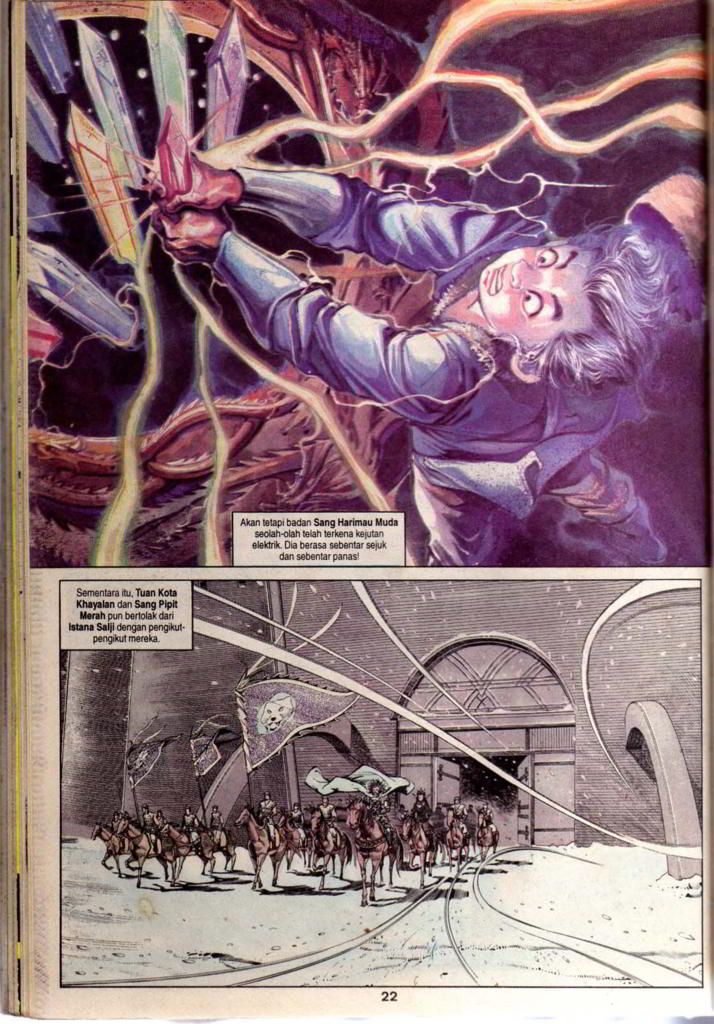 Akan tetapi badan Sang Harimau Muda
seolah-olah telah terkena kejutan
elektrik. Dia berasa sebentar sejuk
dan sebentar panas!
Sementara itu, Tuan Kota
Khayalan dan Sang Pipit
Merah pun bertolak dari
Istana Salji dengan pengikut-
pengikut mereka.
22